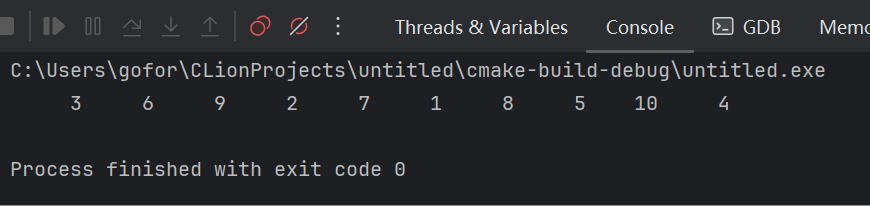 Threads & Variables Console GDB Memo
C:\Users\gofor\CLionProjects\untitled\cmake-build-debug\untitled.exe
3 6 9 2 7 1 8 5 10 4
Process finished with exit code 0